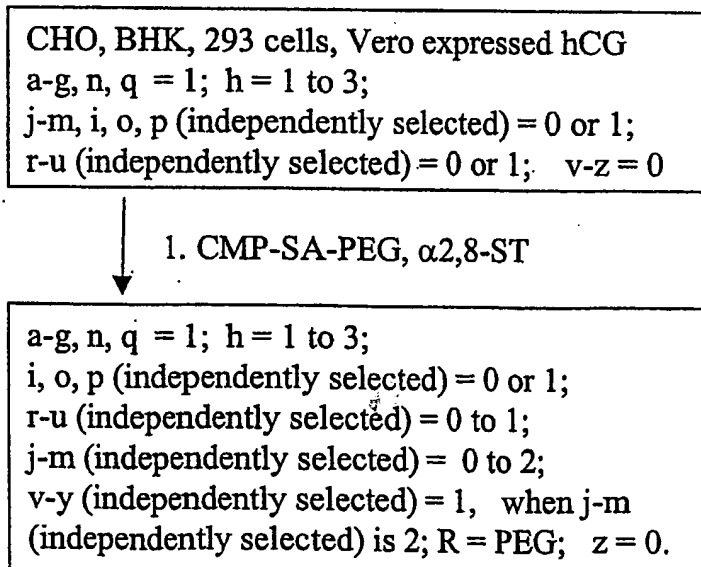 CHO, BHK, 293 cells, Vero expressed hCG
a-g, n, q = 1; h = 1 to 3;
j-m, i, o, p (independently selected) = 0 or 1;
r-u (independently selected) = 0 or 1; v-z = 0
1. CMP-SA-PEG, α2,8-ST
a-g, n, q = 1; h = 1 to 3;
i, o, p (independently selected) = 0 or 1;
r-u (independently selected) = 0 to 1;
j-m (independently selected) = 0 to 2;
v-y (independently selected) = 1, when j-m
(independently selected) is 2; R = PEG; z = 0.